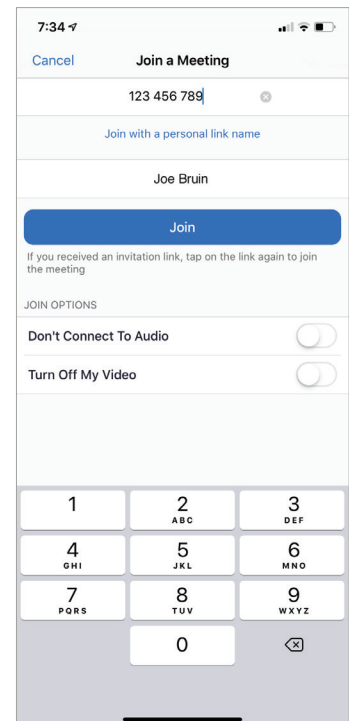 7:34
Cancel Join a Meeting
123 456 789
Join with a personal link name
Joe Bruin
Join
If you received an invitation link, tap on the link again to join
the meeting
JOIN OPTIONS
Don't Connect To Audio
Turn Off My Video
1 2 3
ABC DEF
4 5 6
GHI JKL MNO
7 8 9
PQRS TUV WXYZ
0